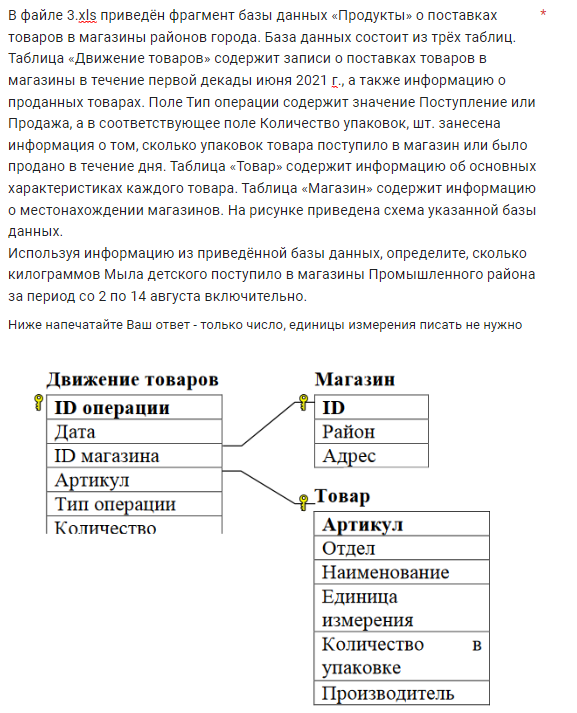 В файле 3.xls приведён фрагмент базы данных «Продукты» о поставках *
товаров в магазины районов города. База данных состоит из трёх таблиц.
Таблица «Движение товаров» содержит записи о поставках товаров в
магазины в течение первой декады июня 2021 г., а также информацию о
проданных товарах. Поле Тип операции содержит значение Поступление или
Продажа, а в соответствующее поле Количество упаковок, шт. занесена
информация о том, сколько упаковок товара поступило в магазин или было
продано в течение дня. Таблица «Товар» содержит информацию об основных
характеристиках каждого товара. Таблица «Магазин» содержит информацию
о местонахождении магазинов. На рисунке приведена схема указанной базы
данных.
Используя информацию из приведённой базы данных, определите, сколько
килограммов Мыла детского поступило в магазины Промышленного района
за период со 2 по 14 августа включительно.
Ниже напечатайте Ваш ответ - только число, единицы измерения писать не нужно
Движение товаров
ID операции
Дата
ID магазина
Артикул
Тип операции
Количество
Магазин
ID
Район
Адрес
Товар
Артикул
Отдел
Наименование
Единица
измерения
Количество в
упаковке
Производитель